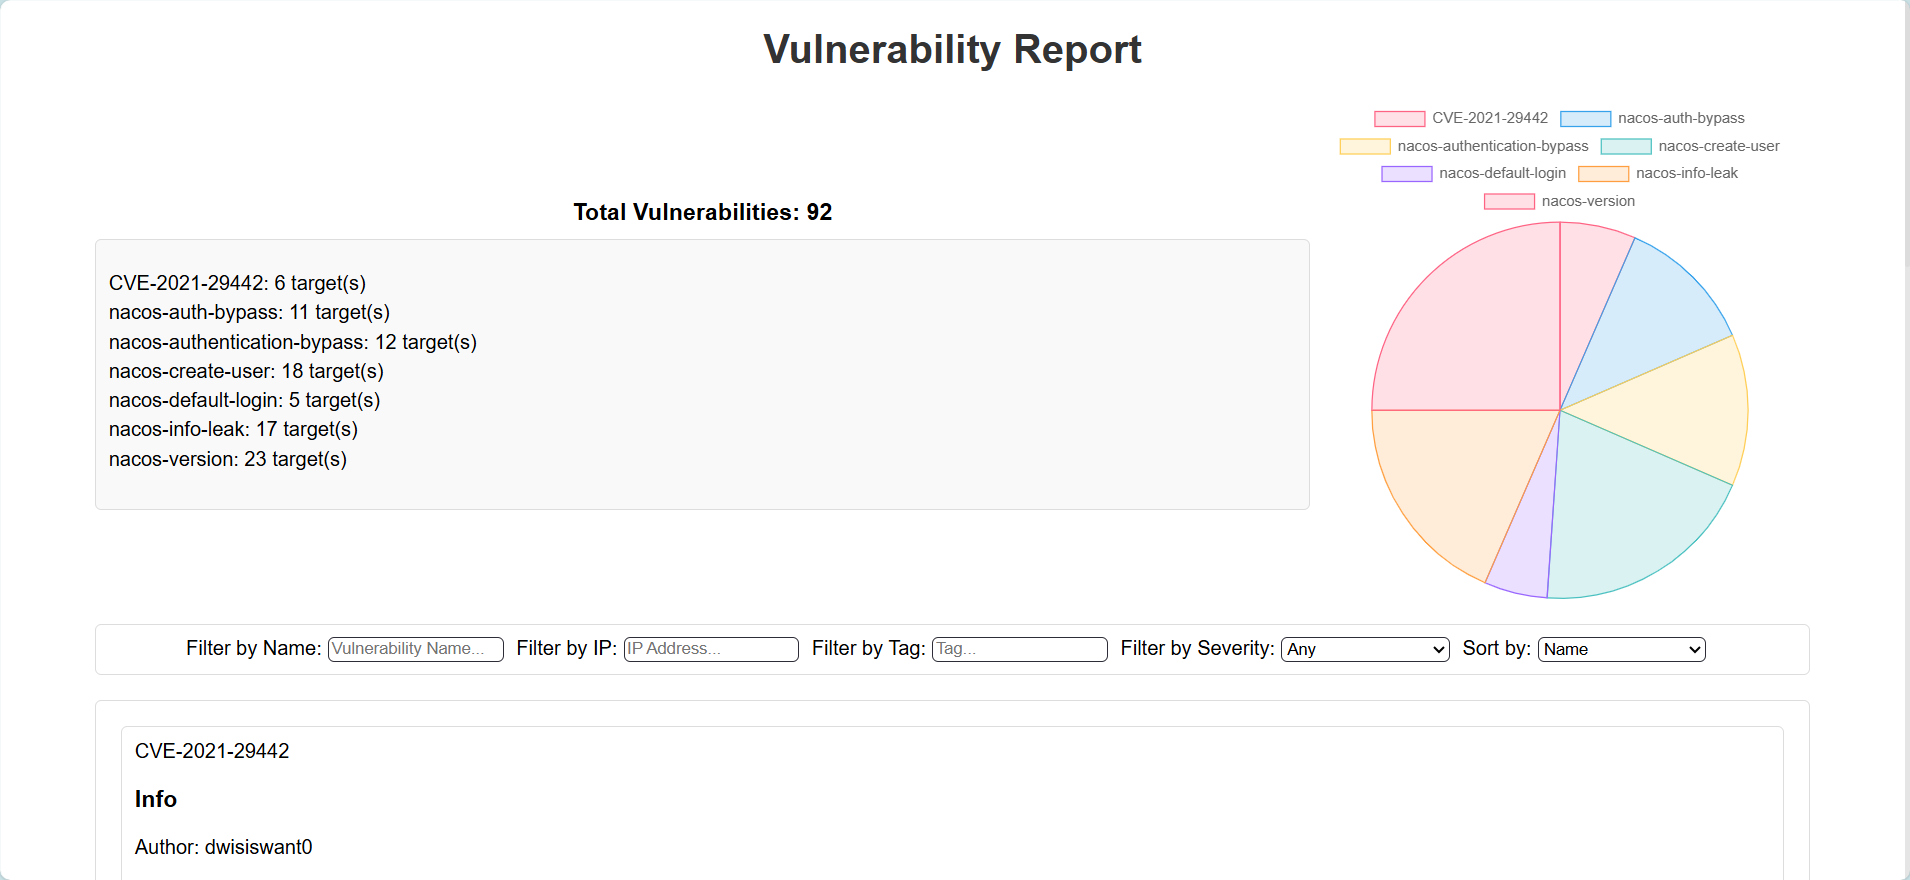 Vulnerability Report
Total Vulnerabilities: 92
CVE-2021-29442: 6 target(s)
nacos-auth-bypass: 11 target(s)
nacos-authentication-bypass: 12 target(s)
nacos-create-user: 18 target(s)
nacos-default-login: 5 target(s)
nacos-info-leak: 17 target(s)
nacos-version: 23 target(s)
CVE-2021-29442 nacos-auth-bypass
nacos-authentication-bypass nacos-create-user
nacos-default-login nacos-info-leak
nacos-version
Filter by Name: Vulnerability Name... Filter by IP: IP Address... Filter by Tag: Tag... Filter by Severity: Any Sort by: Name
CVE-2021-29442
Info
Author: dwisiswant0